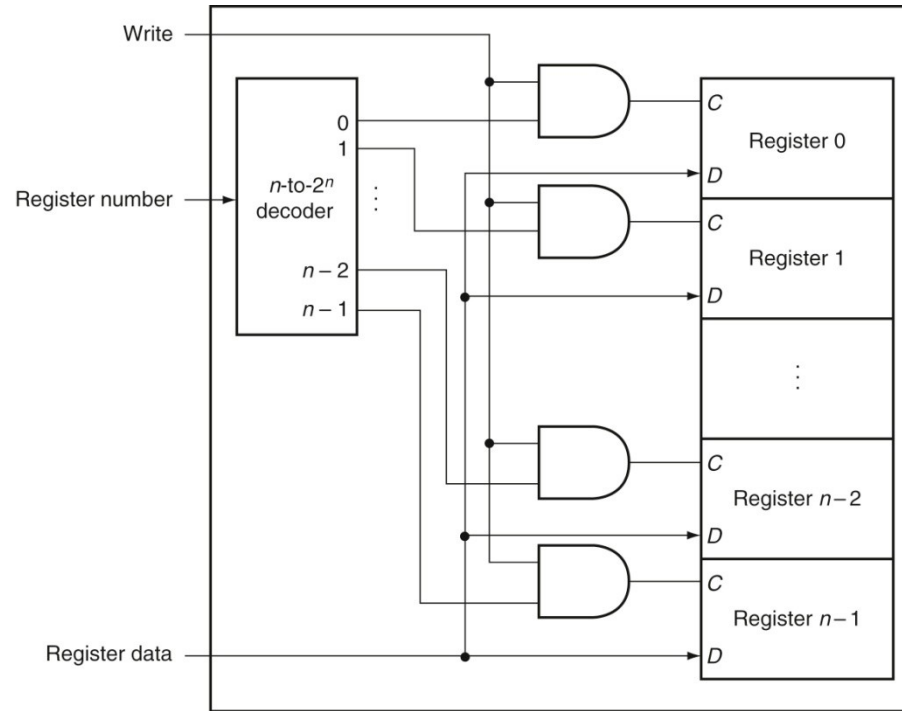 Write
C
0
Register 0
1
n-to-2ⁿ
decoder
⋮
D
Register number
C
Register 1
n – 2
D
n – 1
⋮
C
Register n – 2
D
C
Register n – 1
Register data
D